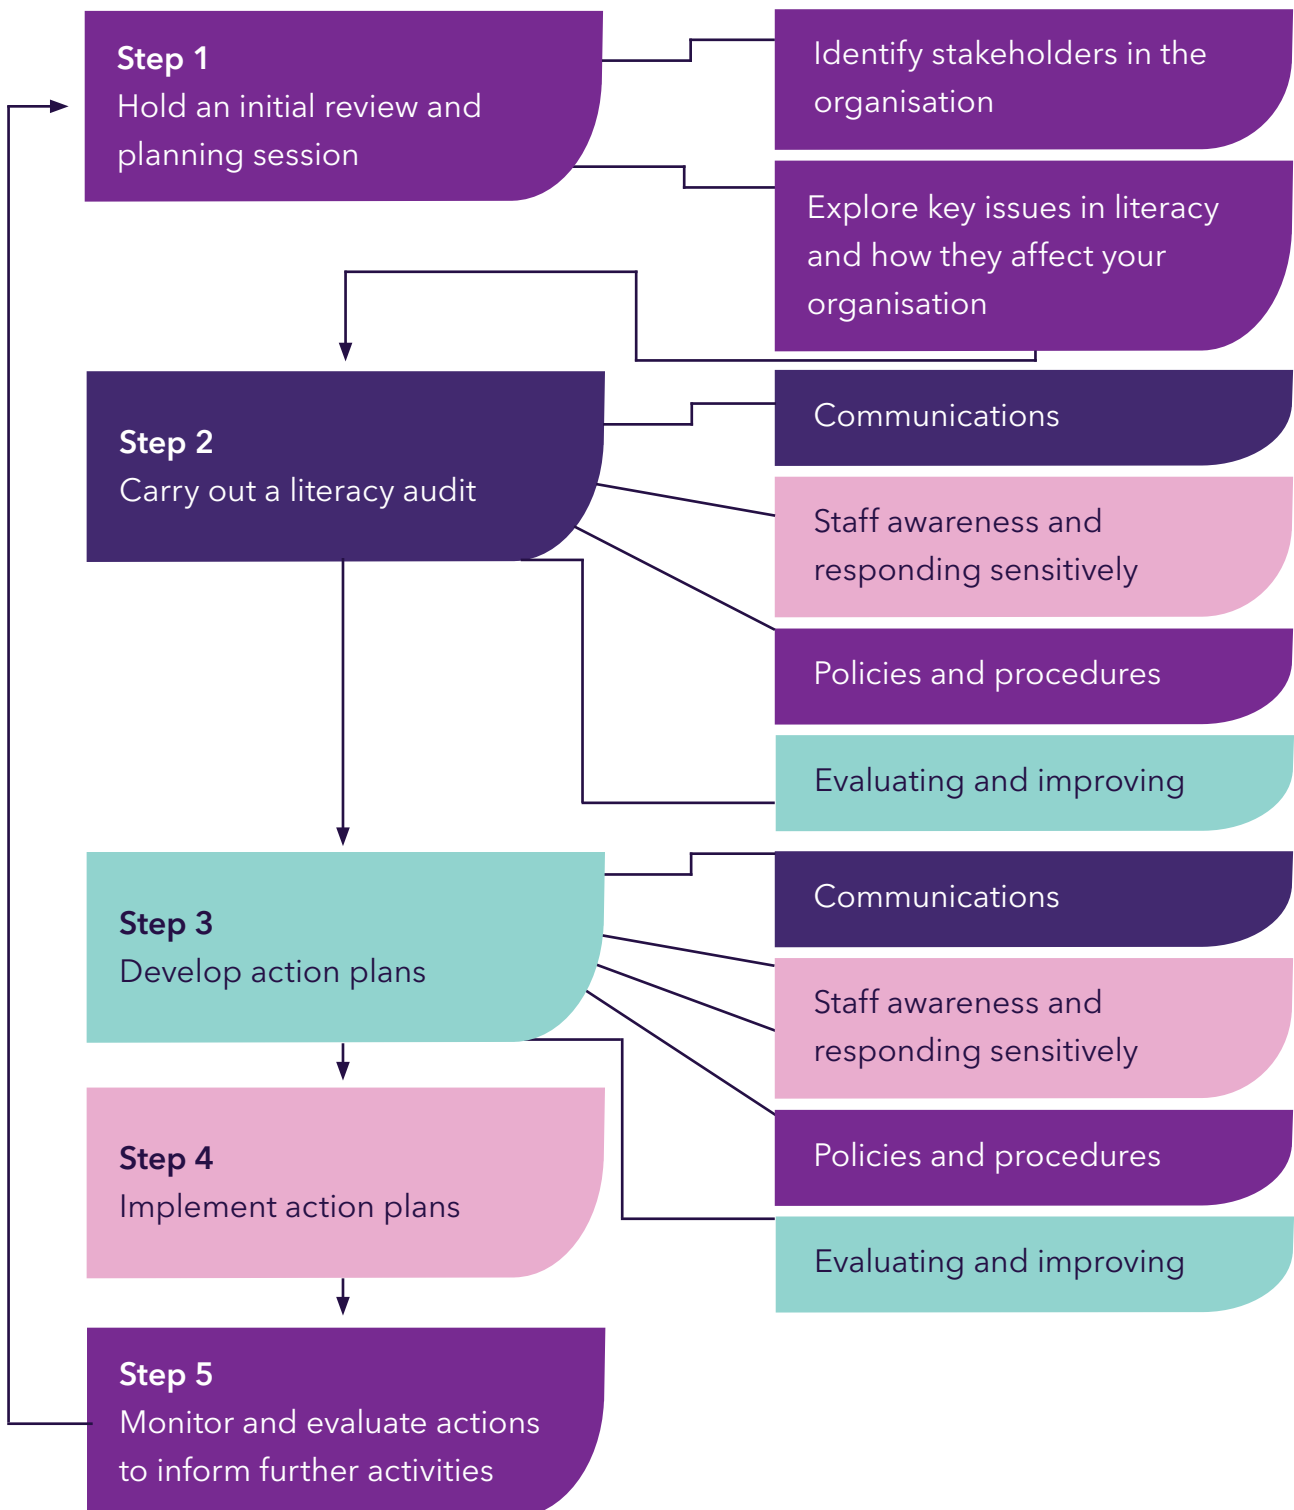 Step 1
Hold an initial review and
planning session
Identify stakeholders in the
organisation
Explore key issues in literacy
and how they affect your
organisation
Step 2
Carry out a literacy audit
Communications
Staff awareness and
responding sensitively
Policies and procedures
Evaluating and improving
Step 3
Develop action plans
Communications
Staff awareness and
responding sensitively
Policies and procedures
Evaluating and improving
Step 4
Implement action plans
Step 5
Monitor and evaluate actions
to inform further activities